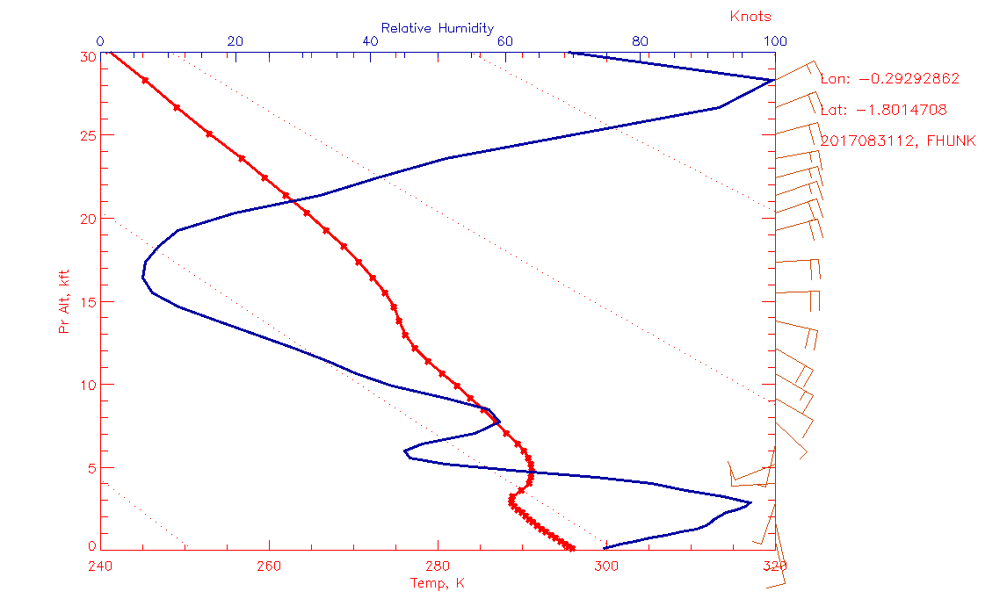 Knots
Relative Humidity
0 20 40 60 80 100
Lon: −0.29292862
Lat: −1.8014708
2017083112, FHUNK
30
25
20
15
10
5
0
Pr Alt, kft
240 260 280 300 320
Temp, K